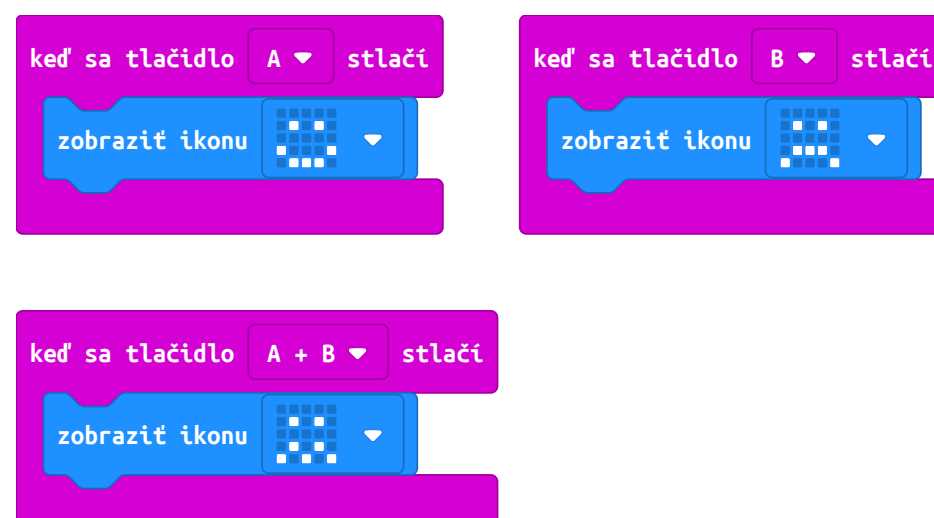 keď sa tlačidlo A stlačí
zobraziť ikonu
keď sa tlačidlo B stlačí
zobraziť ikonu
keď sa tlačidlo A + B stlačí
zobraziť ikonu